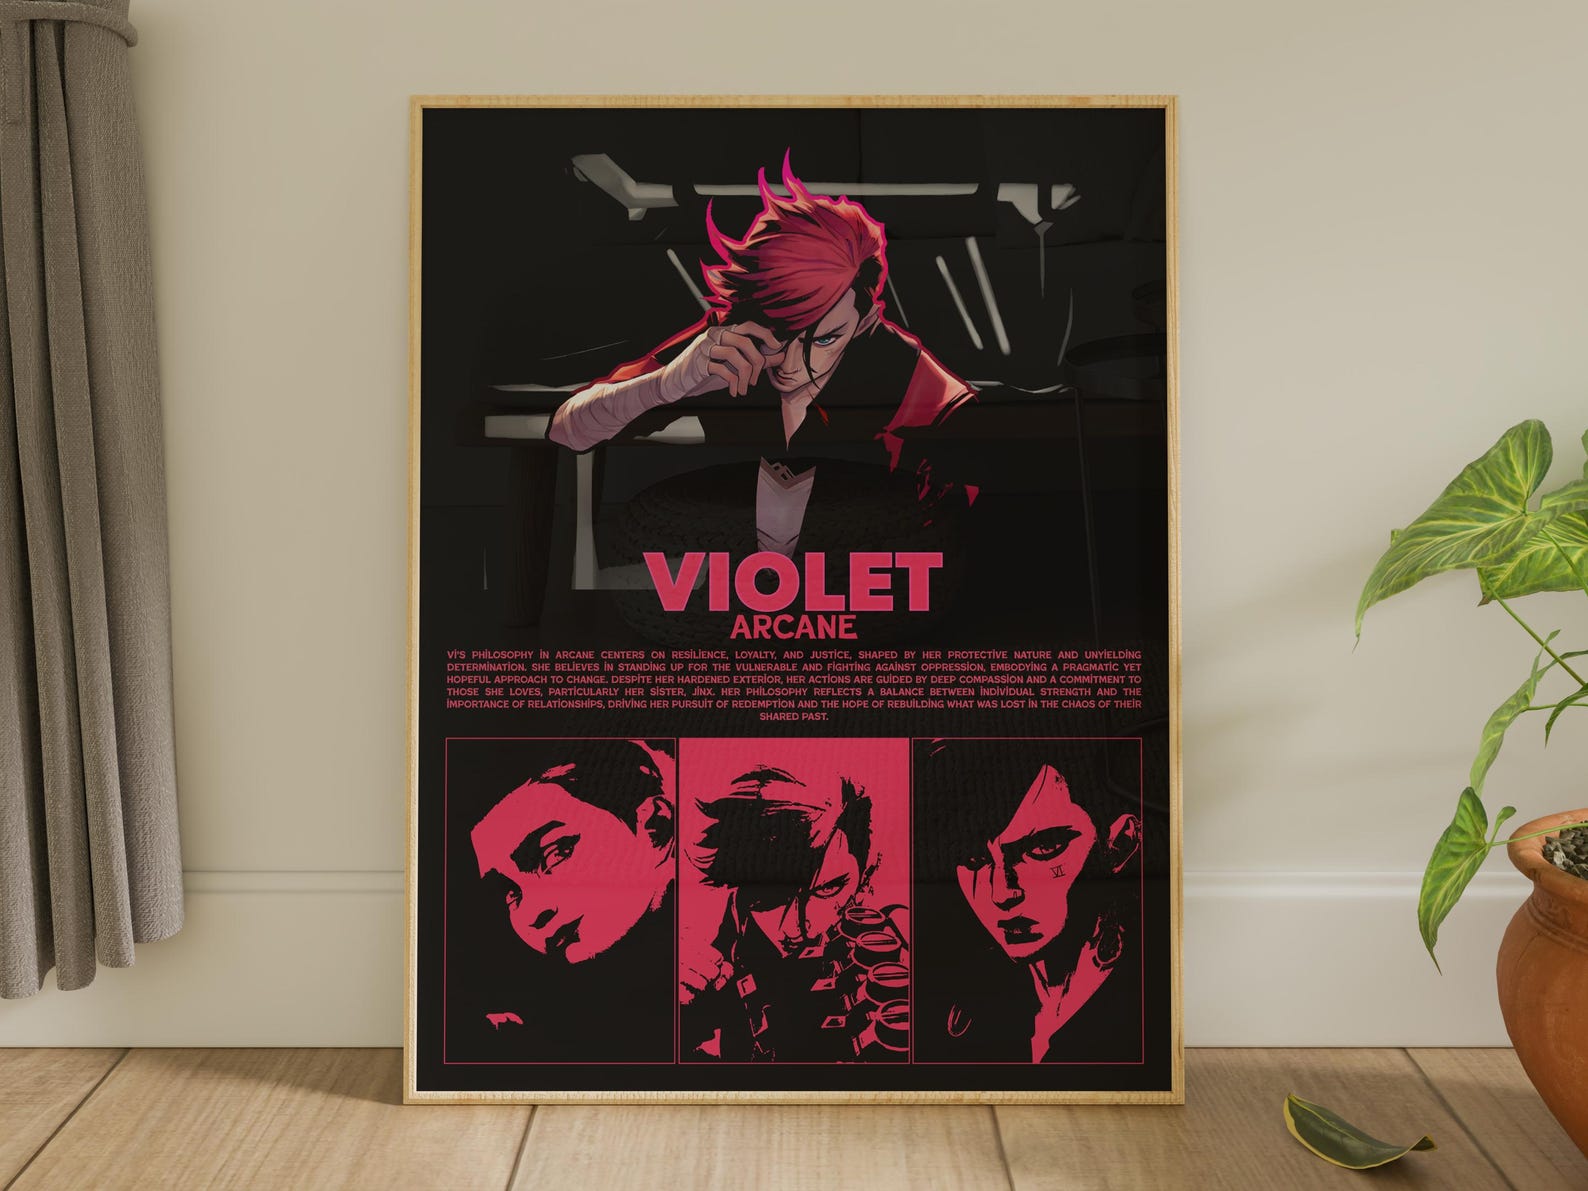 VIOLET
ARCANE
VI'S PHILOSOPHY IN ARCANE CENTERS ON RESILIENCE, LOYALTY, AND JUSTICE, SHAPED BY HER PROTECTIVE NATURE AND UNYIELDING
DETERMINATION. SHE BELIEVES IN STANDING UP FOR THE VULNERABLE AND FIGHTING AGAINST OPPRESSION, EMBODYING A PRAGMATIC YET
HOPEFUL APPROACH TO CHANGE. DESPITE HER HARDENED EXTERIOR, HER ACTIONS ARE GUIDED BY DEEP COMPASSION AND A COMMITMENT TO
THOSE SHE LOVES, PARTICULARLY HER SISTER, JINX. HER PHILOSOPHY REFLECTS A BALANCE BETWEEN INDIVIDUAL STRENGTH AND THE
IMPORTANCE OF RELATIONSHIPS, DRIVING HER PURSUIT OF REDEMPTION AND THE HOPE OF REBUILDING WHAT WAS LOST IN THE CHAOS OF THEIR
SHARED PAST.
VI